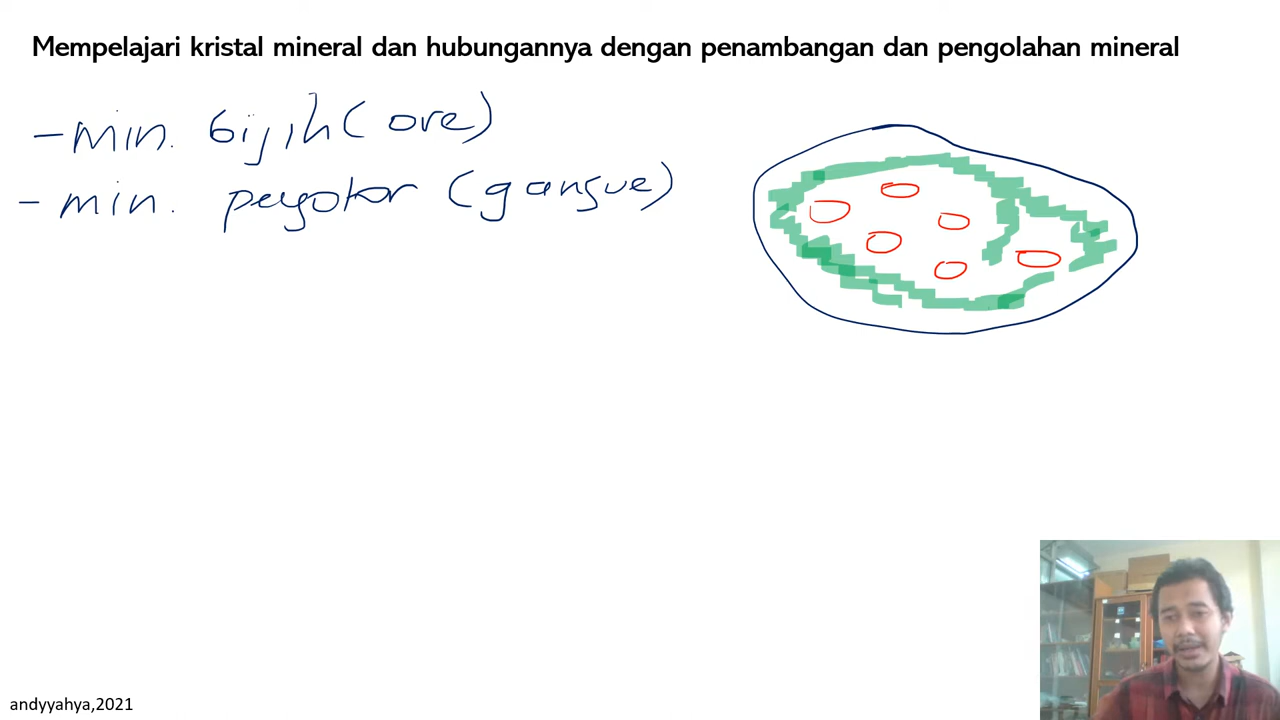 Mempelajari kristal mineral dan hubungannya dengan penambangan dan pengolahan mineral
- min. bijih (ore)
- min. pengotor (gangue)
andyyahya,2021